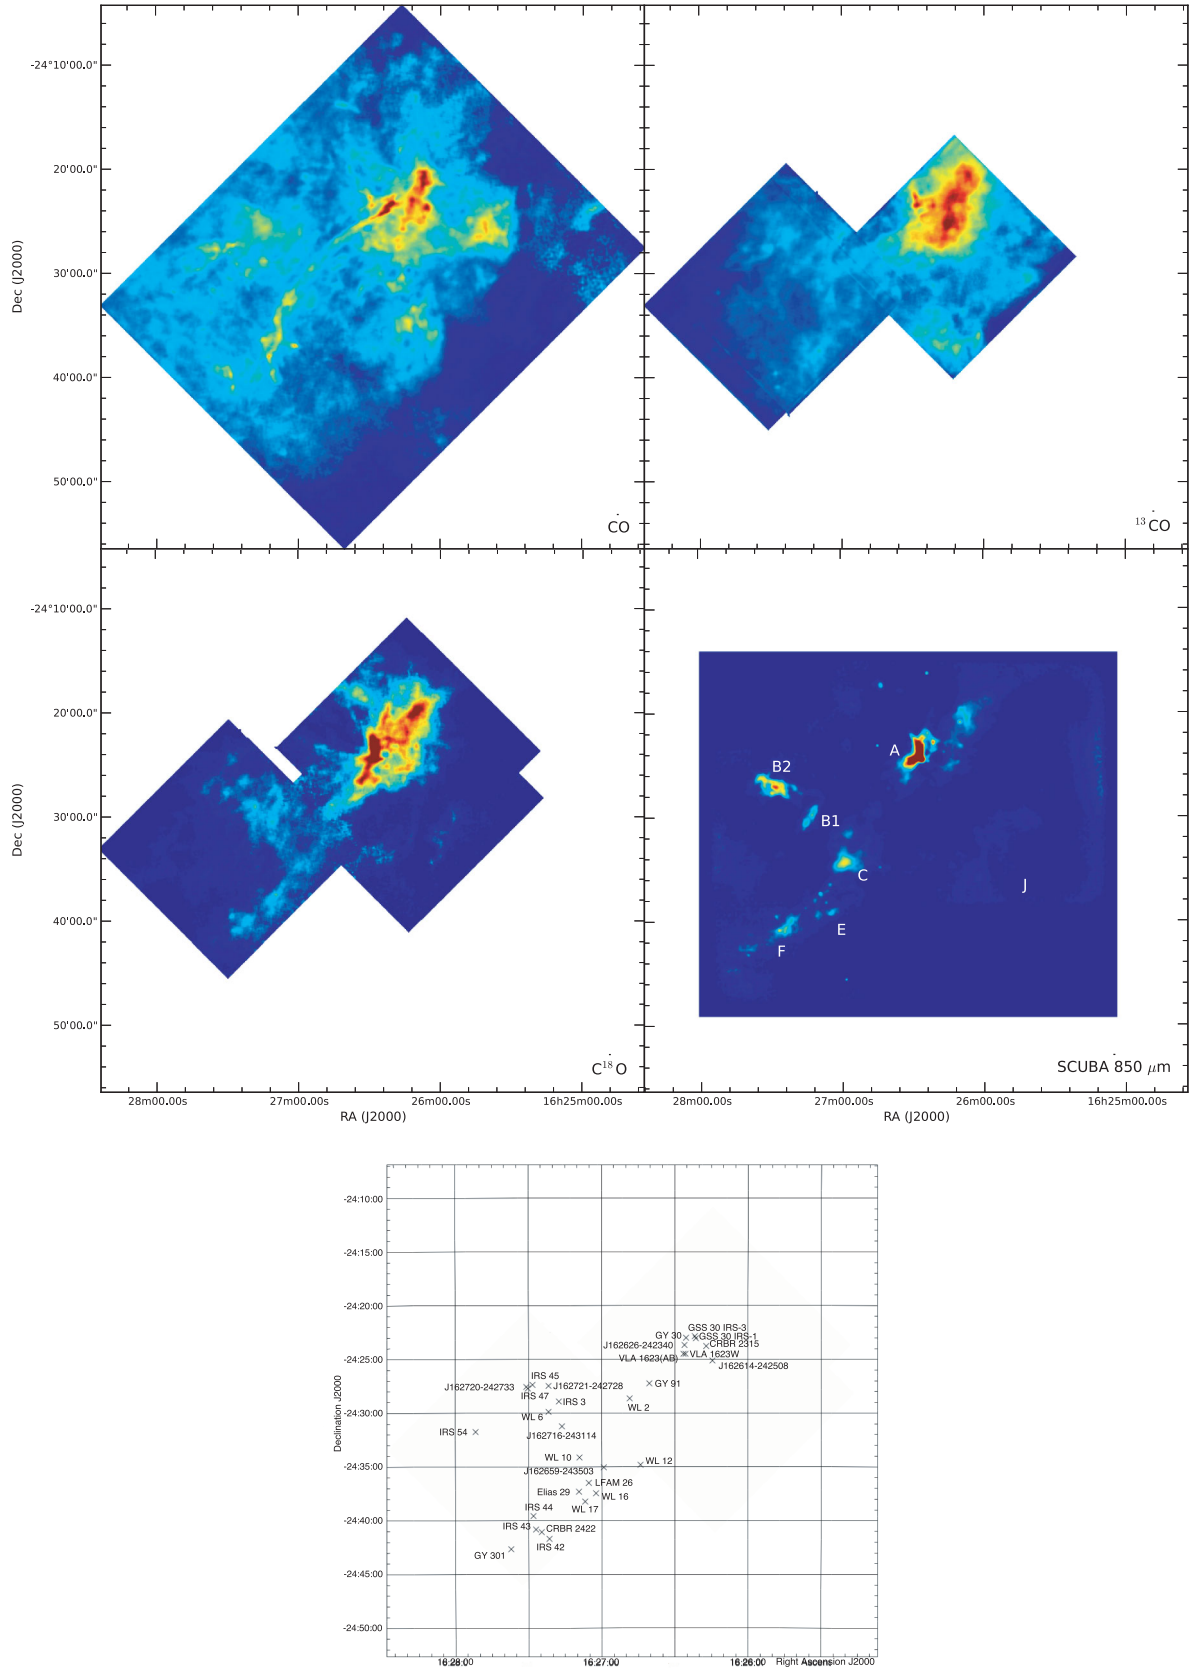 -24°10'00.0"
20'00.0"
30'00.0"
40'00.0"
50'00.0"
Dec (J2000)
CO
¹³CO
-24°10'00.0"
20'00.0"
30'00.0"
40'00.0"
50'00.0"
Dec (J2000)
C¹⁸O
A
B2
B1
C
J
E
F
SCUBA 850 μm
28m00.00s 27m00.00s 26m00.00s 16h25m00.00s
RA (J2000)
28m00.00s 27m00.00s 26m00.00s 16h25m00.00s
RA (J2000)
-24:10:00
-24:15:00
-24:20:00
-24:25:00
-24:30:00
-24:35:00
-24:40:00
-24:45:00
-24:50:00
Declination J2000
GSS 30 IRS-3
GY 30
GSS 30 IRS-1
J162626-242340
CRBR 2315
VLA 1623(AB)
VLA 1623W
J162614-242508
IRS 45
J162720-242733
J162721-242728
GY 91
IRS 47
IRS 3
WL 2
WL 6
IRS 54
J162716-243114
WL 10
WL 12
J162659-243503
LFAM 26
Elias 29
WL 16
WL 17
IRS 44
IRS 43
CRBR 2422
IRS 42
GY 301
16:28:00 16:27:00 16:26:00
Right Ascension J2000